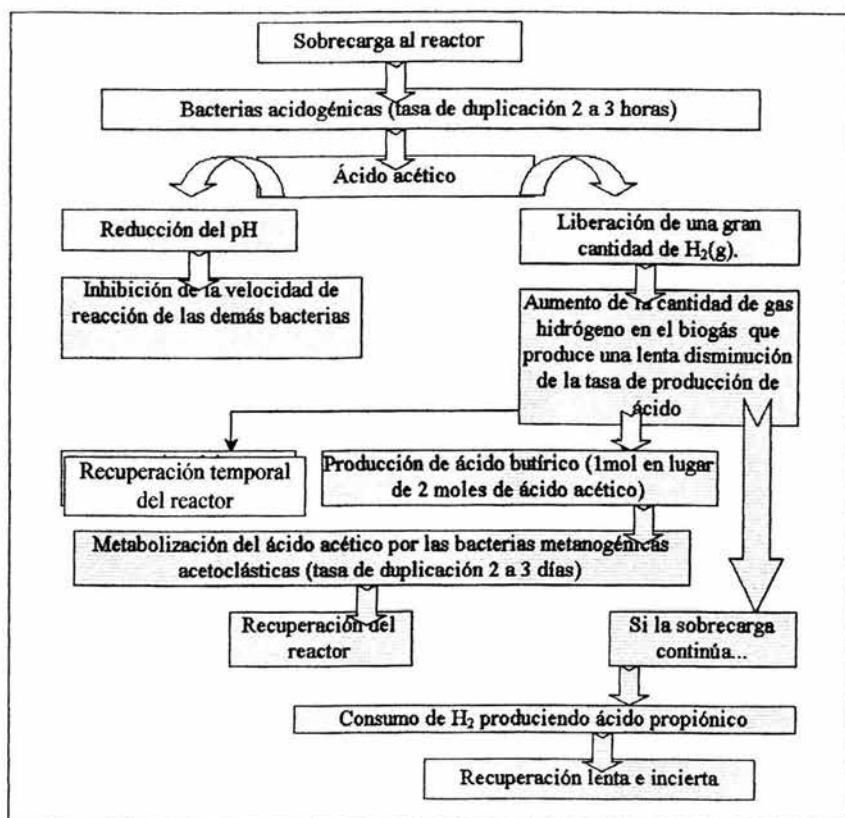 Sobrecarga al reactor
Bacterias acidogénicas (tasa de duplicación 2 a 3 horas)
Ácido acético
Reducción del pH
Liberación de una gran
cantidad de H₂(g).
Inhibición de la velocidad de
reacción de las demás bacterias
Aumento de la cantidad de gas
hidrógeno en el biogás que
produce una lenta disminución
de la tasa de producción de
ácido
Recuperación temporal
del reactor
Producción de ácido butírico (1mol en lugar
de 2 moles de ácido acético)
Metabolización del ácido acético por las bacterias metanogénicas
acetoclásticas (tasa de duplicación 2 a 3 días)
Recuperación del
reactor
Si la sobrecarga
continúa...
Consumo de H₂ produciendo ácido propiónico
Recuperación lenta e incierta